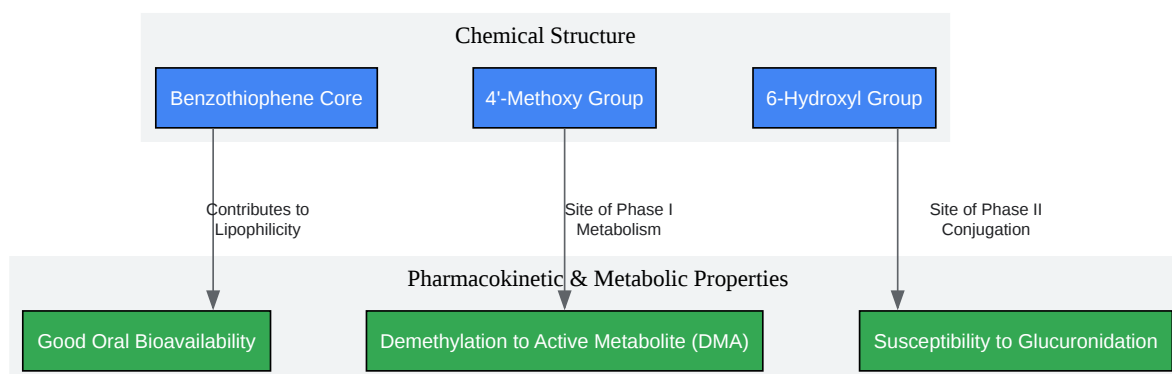 Chemical Structure
Benzothiophene Core
4'-Methoxy Group
6-Hydroxyl Group
Contributes to
Lipophilicity
Site of Phase I
Metabolism
Site of Phase II
Conjugation
Pharmacokinetic & Metabolic Properties
Good Oral Bioavailability
Demethylation to Active Metabolite (DMA)
Susceptibility to Glucuronidation